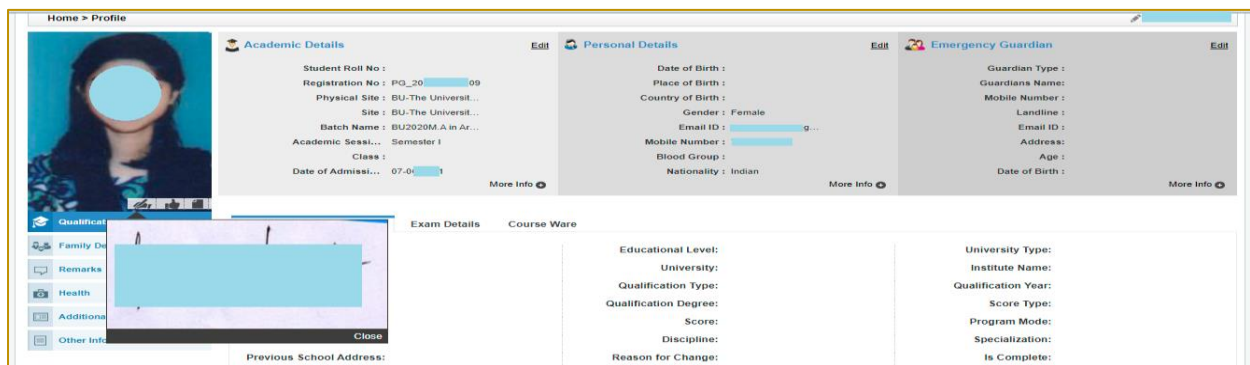 Home > Profile
Academic Details Edit
Student Roll No :
Registration No : PG_20 09
Physical Site : BU-The Universit...
Site : BU-The Universit...
Batch Name : BU2020M.A in Ar...
Academic Sessi... Semester I
Class :
Date of Admissi... 07-0
More Info
Personal Details Edit
Date of Birth :
Place of Birth :
Country of Birth :
Gender : Female
Email ID : g...
Mobile Number :
Blood Group :
Nationality : Indian
More Info
Emergency Guardian Edit
Guardian Type :
Guardians Name:
Mobile Number :
Landline :
Email ID :
Address:
Age :
Date of Birth :
More Info
Qualificat
Family De
Remarks
Health
Additiona
Other Info
Close
Exam Details Course Ware
Previous School Address:
Educational Level:
University:
Qualification Type:
Qualification Degree:
Score:
Discipline:
Reason for Change:
University Type:
Institute Name:
Qualification Year:
Score Type:
Program Mode:
Specialization:
Is Complete: